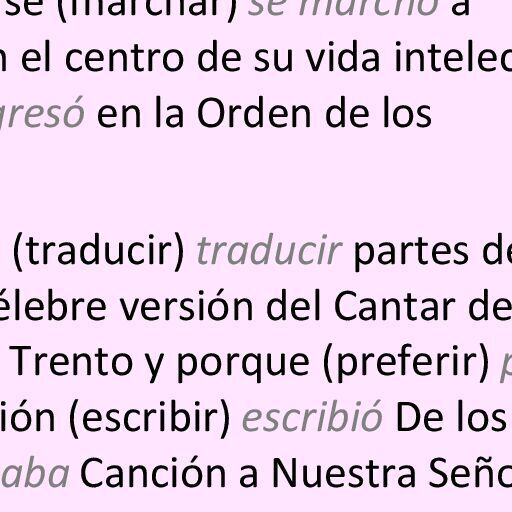 se (marchar) se marchó a
el centro de su vida intelec
gresó en la Orden de los
(traducir) traducir partes de
élebre versión del Cantar de
Trento y porque (preferir)
ión (escribir) escribió De los
aba Canción a Nuestra Seño